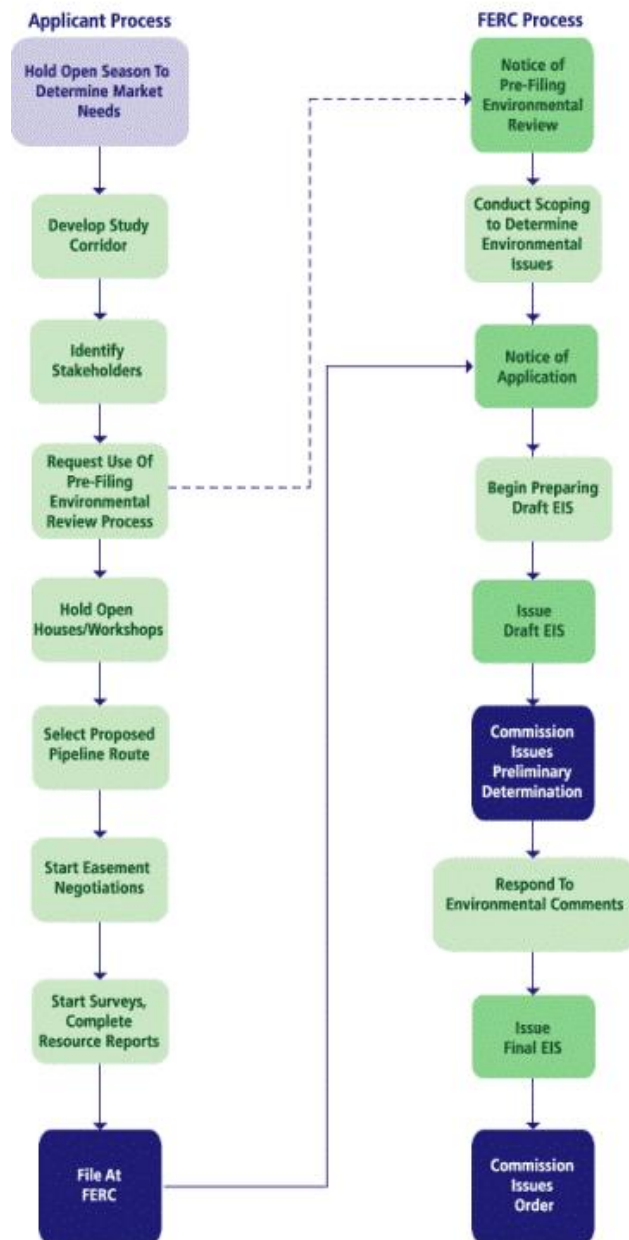 Applicant Process
Hold Open Season To
Determine Market
Needs
Develop Study
Corridor
Identify
Stakeholders
Request Use Of
Pre-Filing
Environmental
Review Process
Hold Open
Houses/Workshops
Select Proposed
Pipeline Route
Start Easement
Negotiations
Start Surveys,
Complete
Resource Reports
File At
FERC
FERC Process
Notice of
Pre-Filing
Environmental
Review
Conduct Scoping
to Determine
Environmental
Issues
Notice of
Application
Begin Preparing
Draft EIS
Issue
Draft EIS
Commission
Issues
Preliminary
Determination
Respond To
Environmental Comments
Issue
Final EIS
Commission
Issues
Order